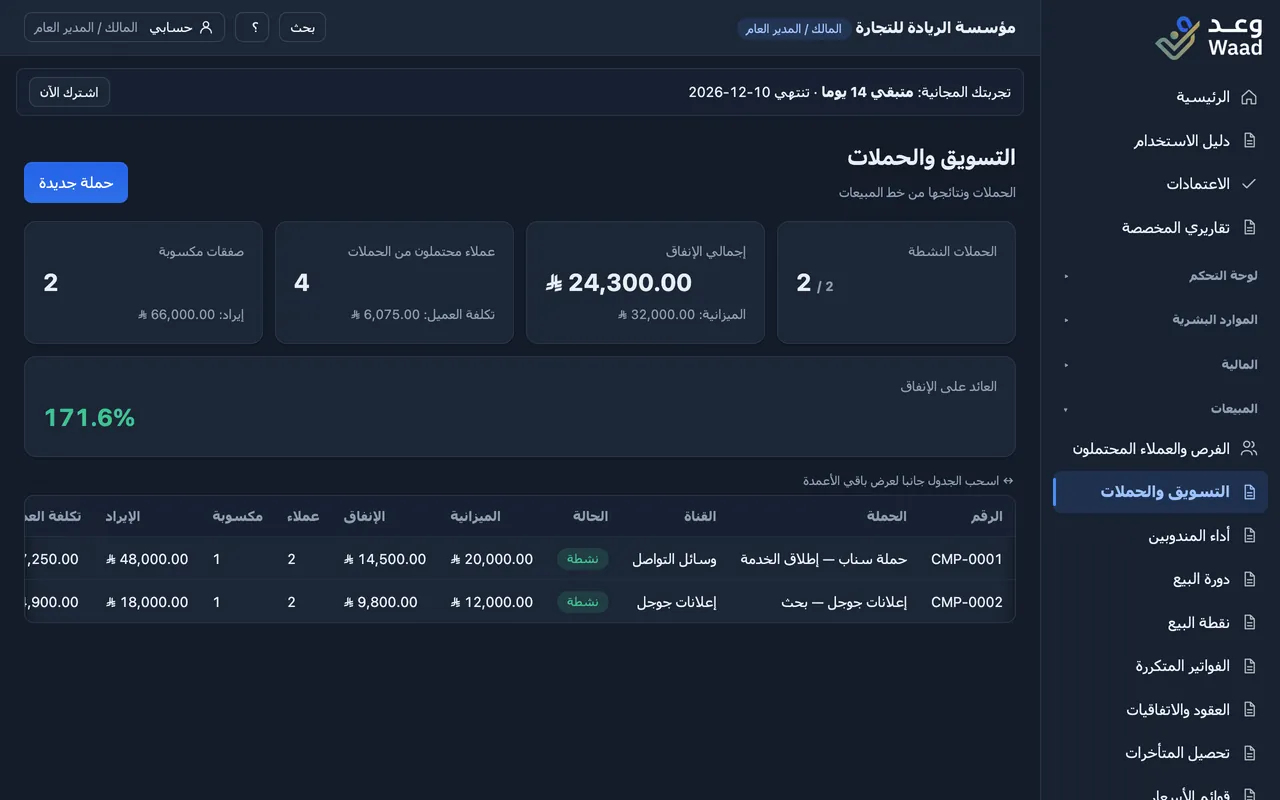 وعد
Waad
الرئيسية
دليل الاستخدام
الاعتمادات
تقاريري المخصصة
لوحة التحكم
الموارد البشرية
المالية
المبيعات
الفرص والعملاء المحتملون
التسويق والحملات
أداء المندوبين
دورة البيع
نقطة البيع
الفواتير المتكررة
العقود والاتفاقيات
تحصيل المتأخرات
قوائم الأسعار
مؤسسة الريادة للتجارة المالك / المدير العام
بحث
؟
حسابي المالك / المدير العام
تجربتك المجانية: متبقي 14 يوما · تنتهي 10-12-2026
اشترك الآن
التسويق والحملات
الحملات ونتائجها من خط المبيعات
حملة جديدة
الحملات النشطة
2 / 2
إجمالي الإنفاق
24,300.00 ⃁
الميزانية: 32,000.00 ⃁
عملاء محتملون من الحملات
4
تكلفة العميل: 6,075.00 ⃁
صفقات مكسوبة
2
إيراد: 66,000.00 ⃁
العائد على الإنفاق
171.6%
↔ اسحب الجدول جانبا لعرض باقي الأعمدة
الرقم الحملة القناة الحالة الميزانية الإنفاق عملاء مكسوبة الإيراد تكلفة
CMP-0001 حملة سناب — إطلاق الخدمة وسائل التواصل نشطة 20,000.00 ⃁ 14,500.00 ⃁ 2 1 48,000.00 ⃁ ,250.00
CMP-0002 إعلانات جوجل — بحث إعلانات جوجل نشطة 12,000.00 ⃁ 9,800.00 ⃁ 2 1 18,000.00 ⃁ ,900.00